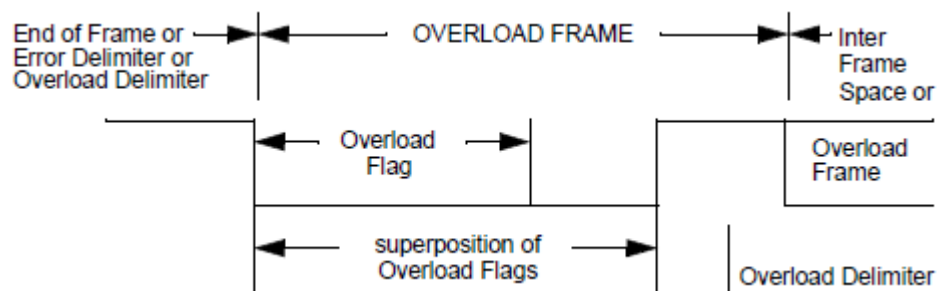 End of Frame or
Error Delimiter or
Overload Delimiter
OVERLOAD FRAME
Inter
Frame
Space or
Overload
Flag
Overload
Frame
superposition of
Overload Flags
Overload Delimiter